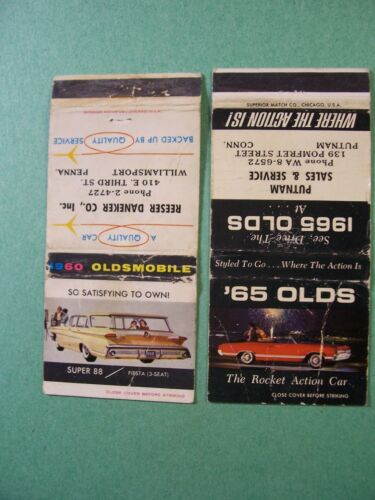 BACKED UP BY QUALITY SERVICE
WILLIAMSPORT PENNA.
410 E. THIRD ST.
Phone 2-4727
REESER DANEKER CO., Inc.
A QUALITY CAR
1960 OLDSMOBILE
SO SATISFYING TO OWN!
SUPER 88 / FIESTA (3-SEAT)
CLOSE COVER BEFORE STRIKING
SUPERIOR MATCH CO., CHICAGO, U.S.A.
WHERE THE ACTION IS!
PUTNAM CONN.
139 POMFRET STREET
Phone WA 8-6572
SALES & SERVICE
PUTNAM
At
1965 OLDS
See, Drive The
Styled To Go . . . Where The Action Is
'65 OLDS
The Rocket Action Car
CLOSE COVER BEFORE STRIKING